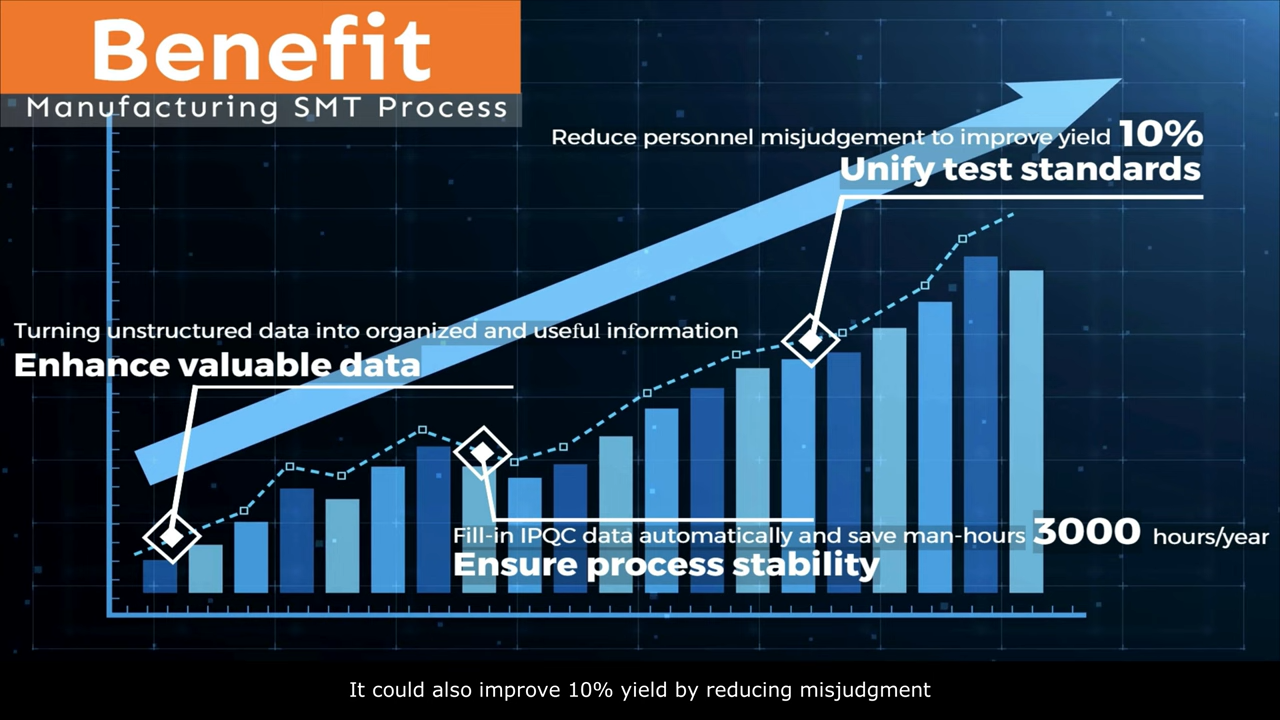 Benefit
Manufacturing SMT Process
Reduce personnel misjudgement to improve yield 10%
Unify test standards
Turning unstructured data into organized and useful information
Enhance valuable data
Fill-in IPQC data automatically and save man-hours 3000 hours/year
Ensure process stability
It could also improve 10% yield by reducing misjudgment